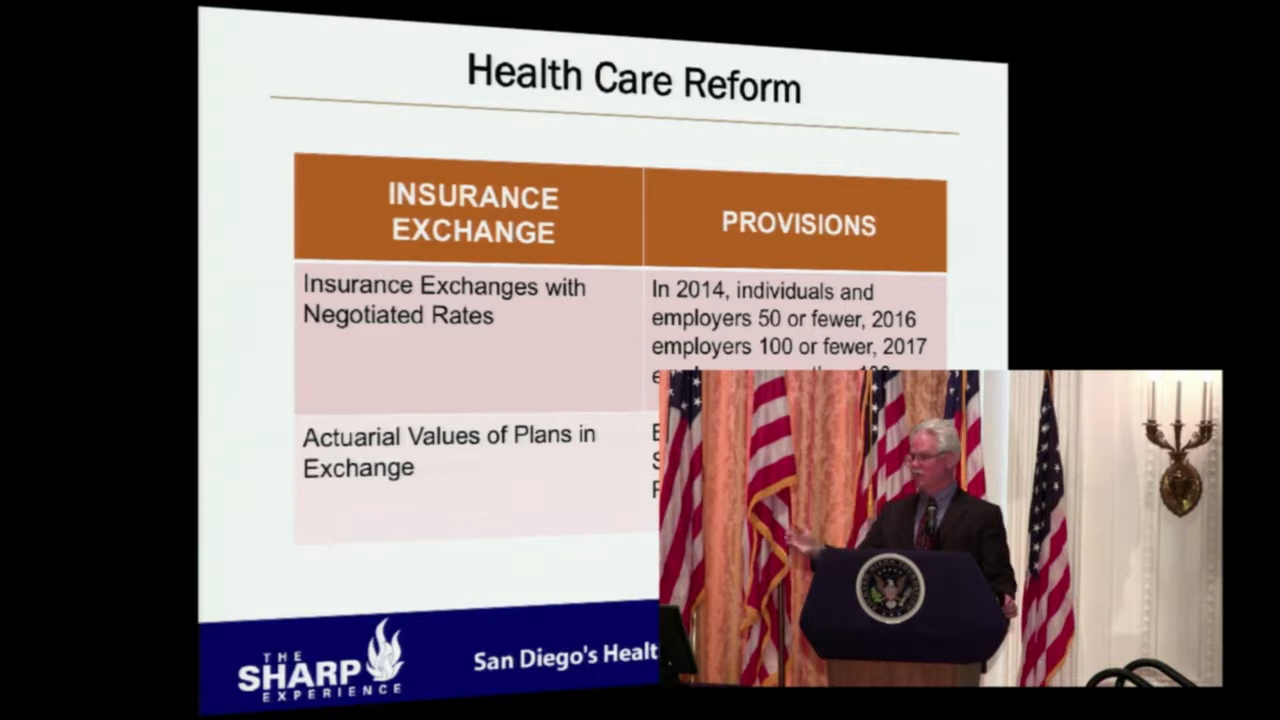 Health Care Reform
INSURANCE
EXCHANGE
PROVISIONS
Insurance Exchanges with
Negotiated Rates
In 2014, individuals and
employers 50 or fewer, 2016
employers 100 or fewer, 2017
Actuarial Values of Plans in
Exchange
THE
SHARP
EXPERIENCE
San Diego's Healt